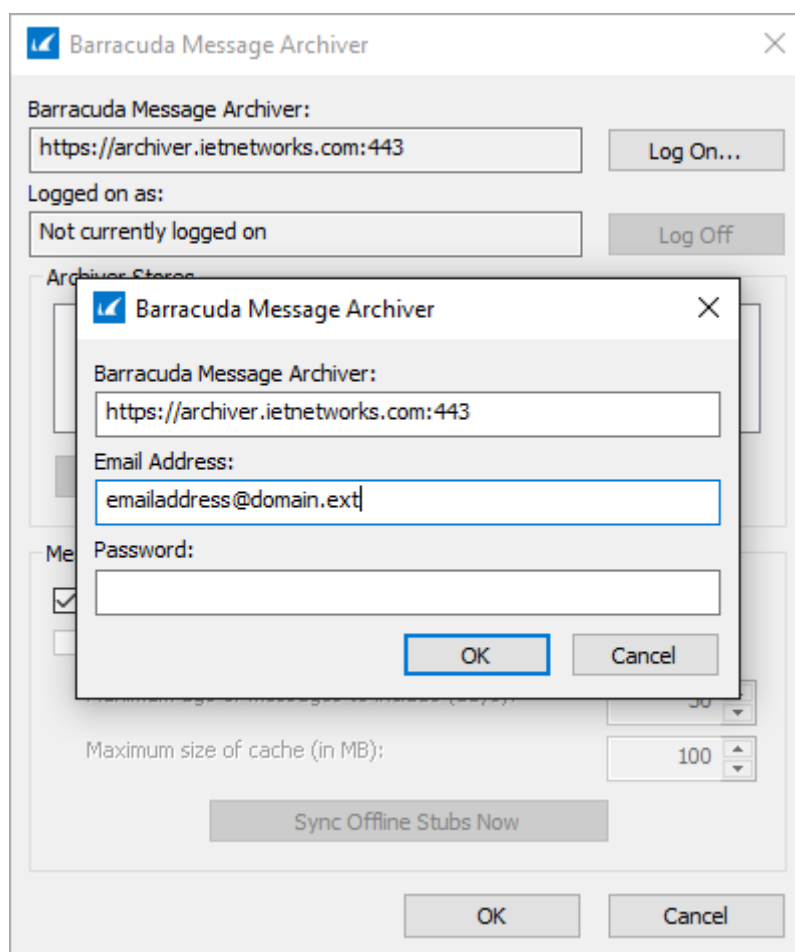 Barracuda Message Archiver
Barracuda Message Archiver:
https://archiver.ietnetworks.com:443
Log On...
Logged on as:
Not currently logged on
Log Off
Barracuda Message Archiver
Barracuda Message Archiver:
https://archiver.ietnetworks.com:443
Email Address:
emailaddress@domain.ext
Password:
OK
Cancel
Me
Maximum size of cache (in MB):
100
Sync Offline Stubs Now
OK
Cancel